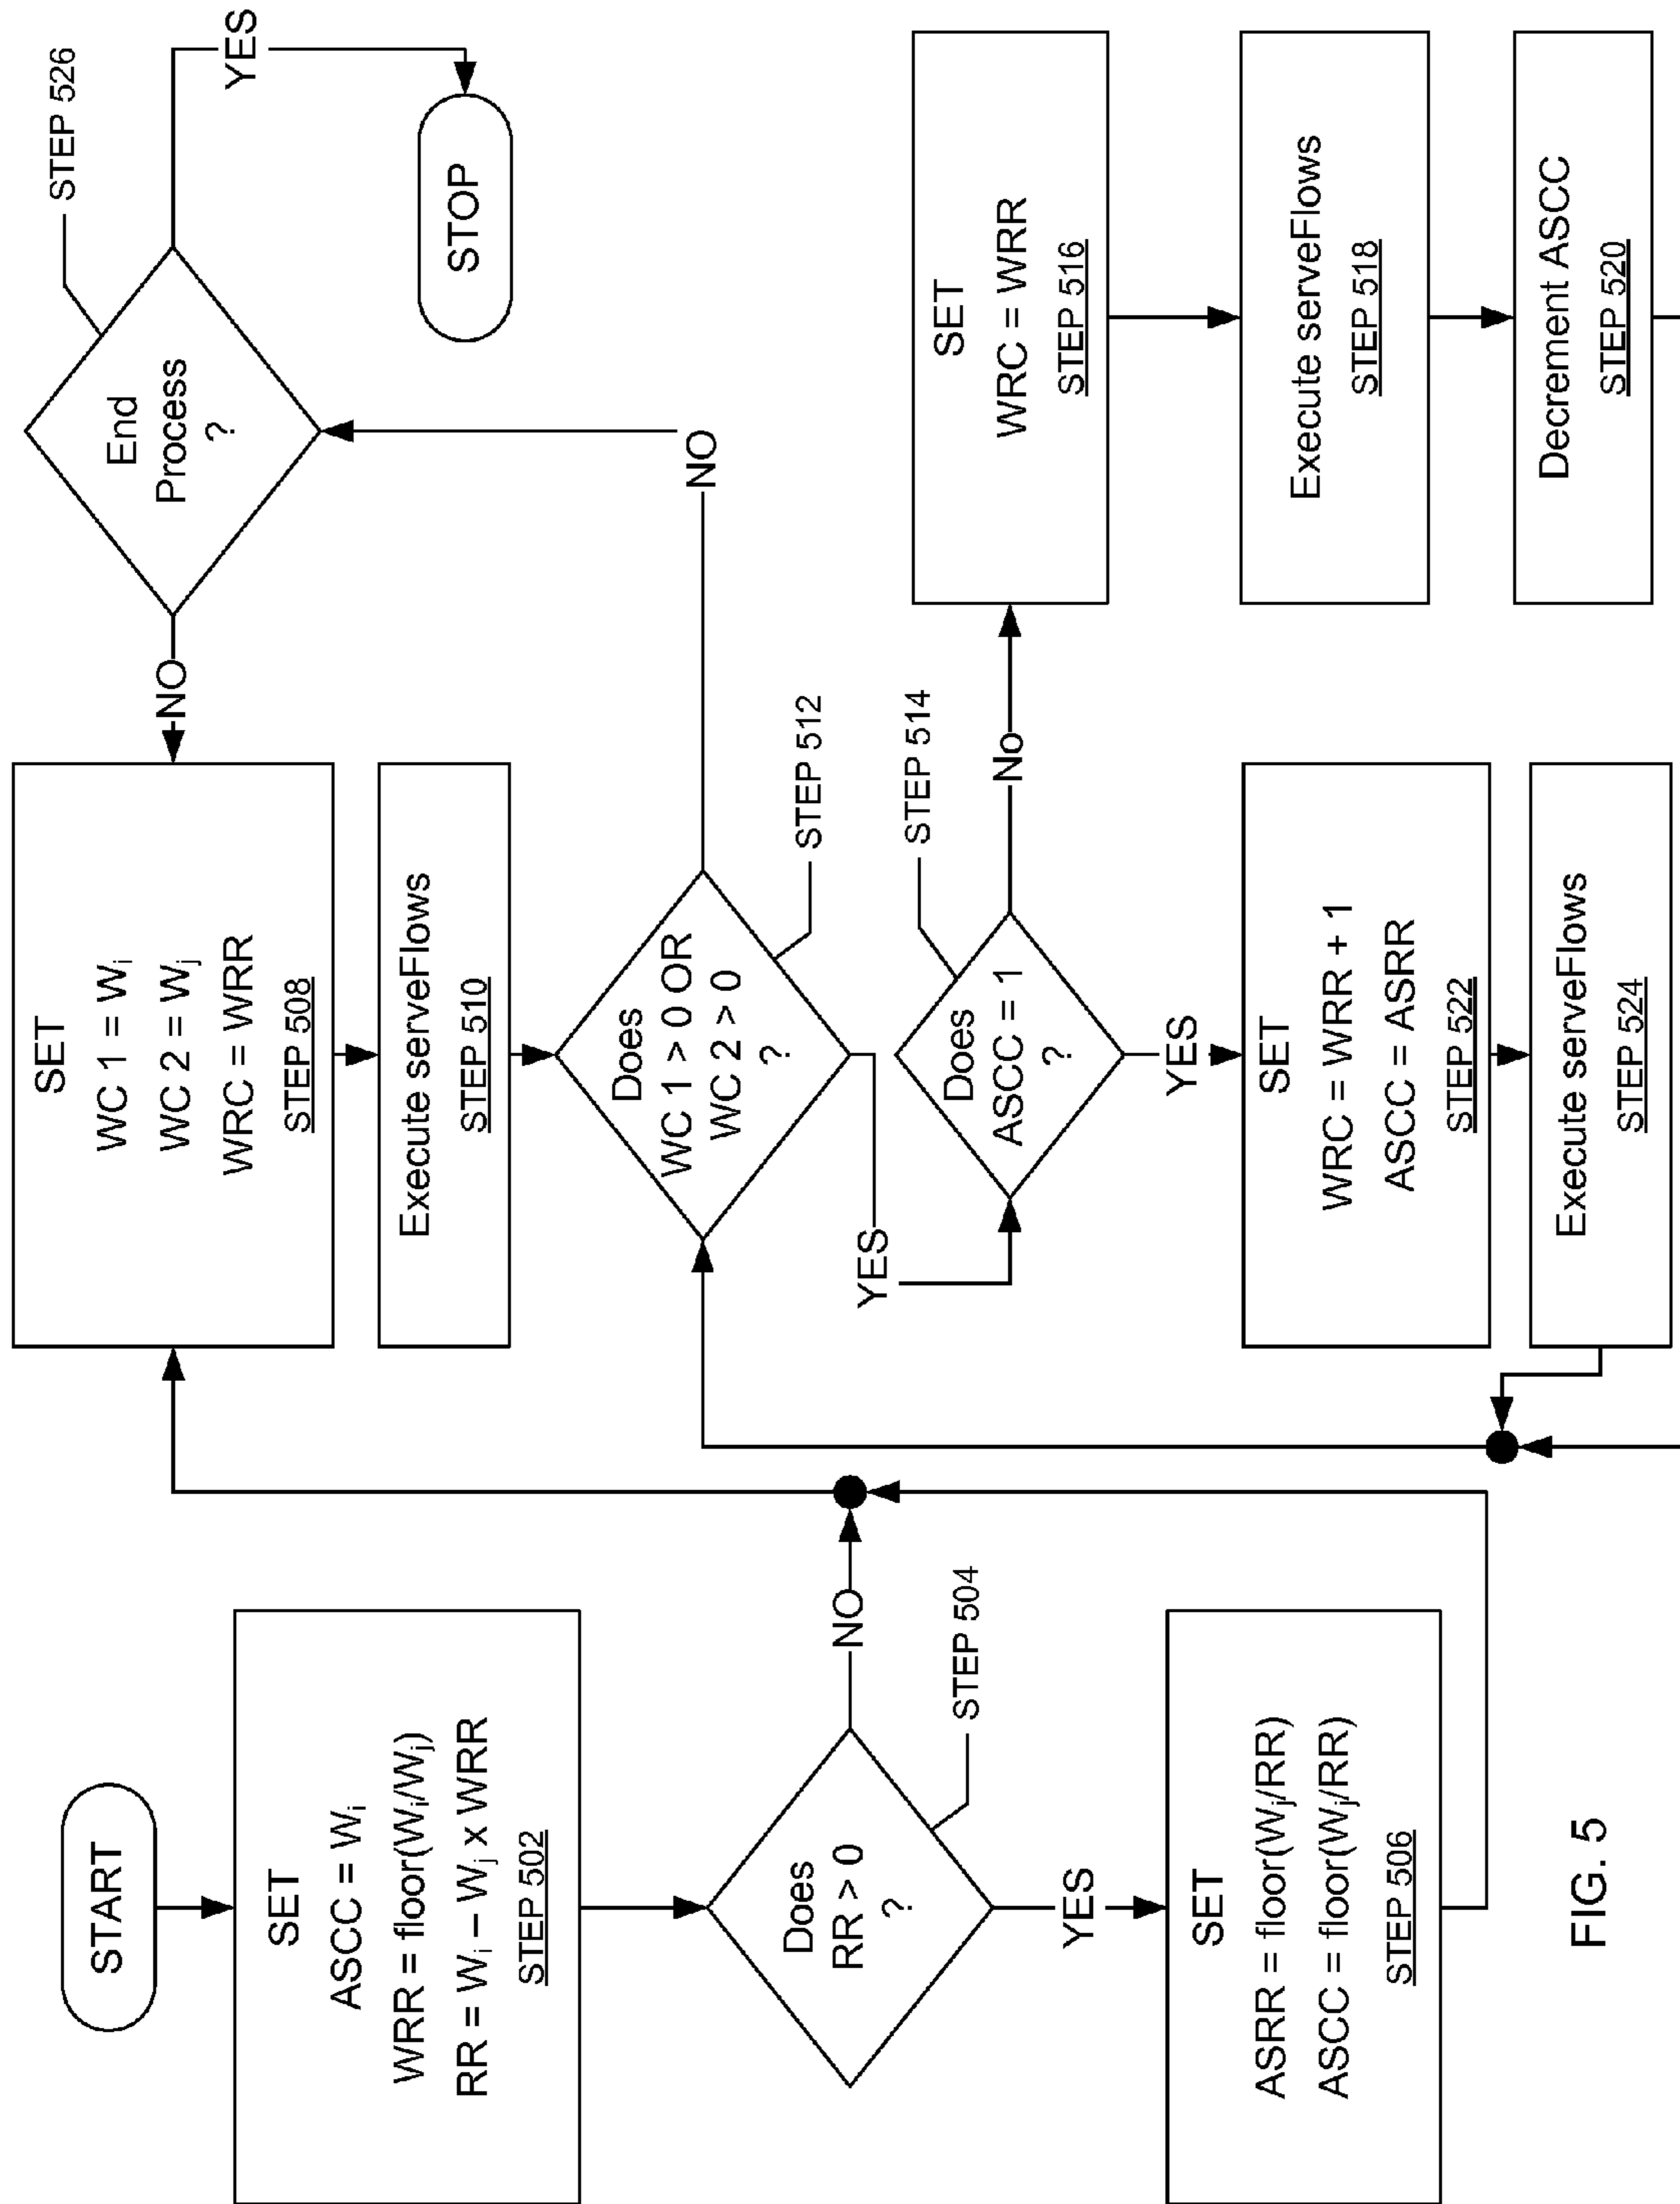 START
SET
ASCC = Wi
WRR = floor(Wi/Wj)
RR = Wi – Wj x WRR
STEP 502
Does
RR > 0
?
STEP 504
NO
YES
SET
ASRR = floor(Wj/RR)
ASCC = floor(Wj/RR)
STEP 506
SET
WC 1 = Wi
WC 2 = Wj
WRC = WRR
STEP 508
Execute serveFlows
STEP 510
Does
WC 1 > 0 OR
WC 2 > 0
?
STEP 512
NO
YES
Does
ASCC = 1
?
STEP 514
No
YES
SET
WRC = WRR + 1
ASCC = ASRR
STEP 522
Execute serveFlows
STEP 524
SET
WRC = WRR
STEP 516
Execute serveFlows
STEP 518
Decrement ASCC
STEP 520
End
Process
?
STEP 526
NO
YES
STOP
FIG. 5